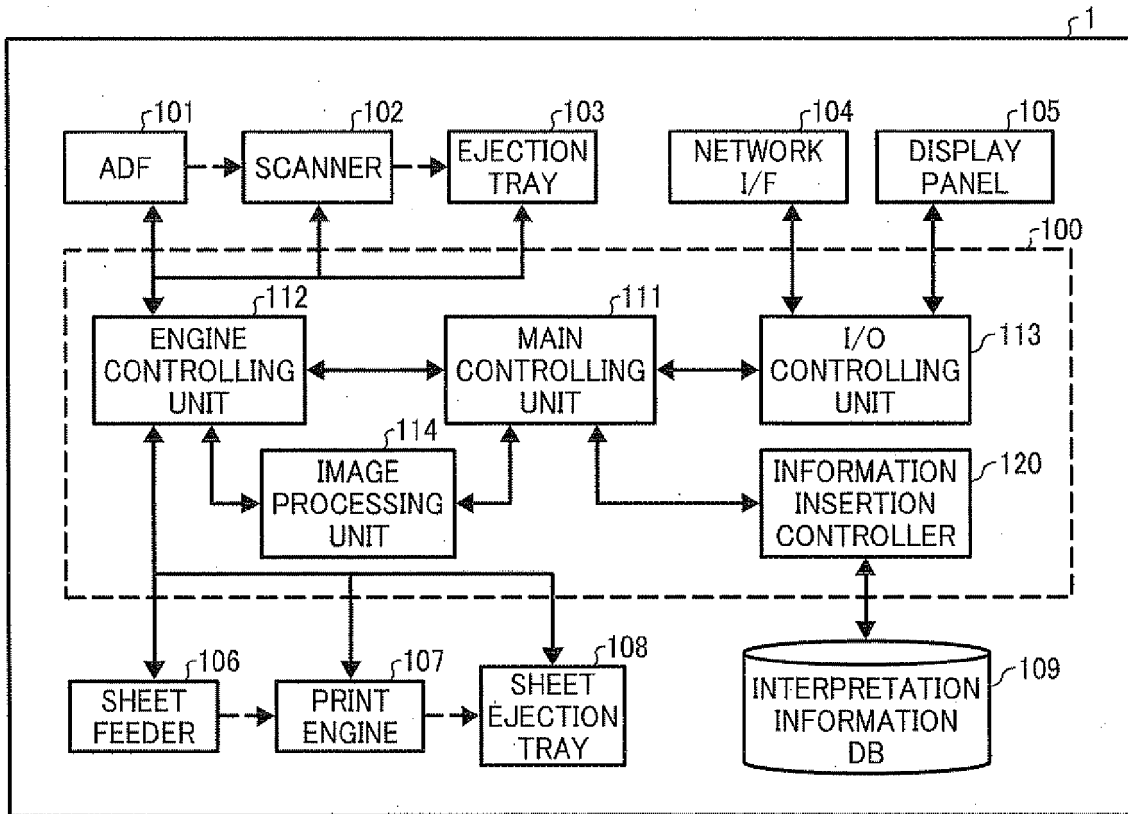 1
101
102
103
104
105
ADF
SCANNER
EJECTION
TRAY
NETWORK
I/F
DISPLAY
PANEL
100
112
111
113
ENGINE
CONTROLLING
UNIT
MAIN
CONTROLLING
UNIT
I/O
CONTROLLING
UNIT
114
IMAGE
PROCESSING
UNIT
120
INFORMATION
INSERTION
CONTROLLER
106
107
108
109
SHEET
FEEDER
PRINT
ENGINE
SHEET
EJECTION
TRAY
INTERPRETATION
INFORMATION
DB